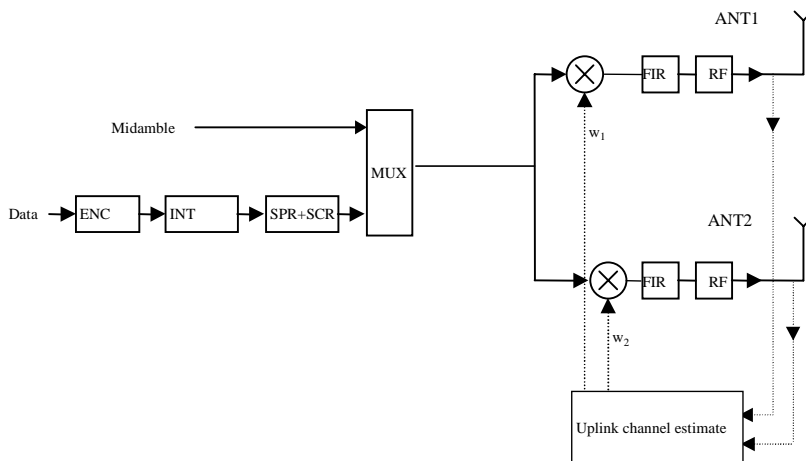 ANT1
FIR
RF
Midamble
w1
MUX
Data
ENC
INT
SPR+SCR
ANT2
FIR
RF
w2
Uplink channel estimate